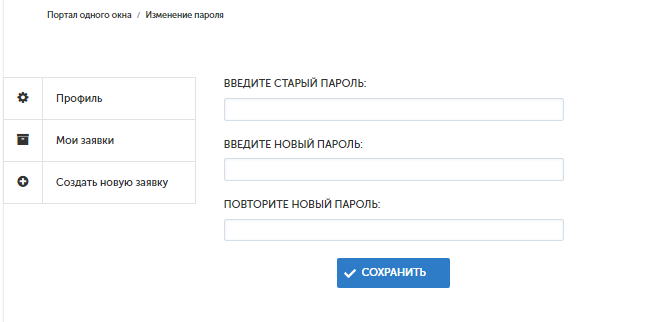 Портал одного окна / Изменение пароля
Профиль
Мои заявки
Создать новую заявку
ВВЕДИТЕ СТАРЫЙ ПАРОЛЬ:
ВВЕДИТЕ НОВЫЙ ПАРОЛЬ:
ПОВТОРИТЕ НОВЫЙ ПАРОЛЬ:
СОХРАНИТЬ